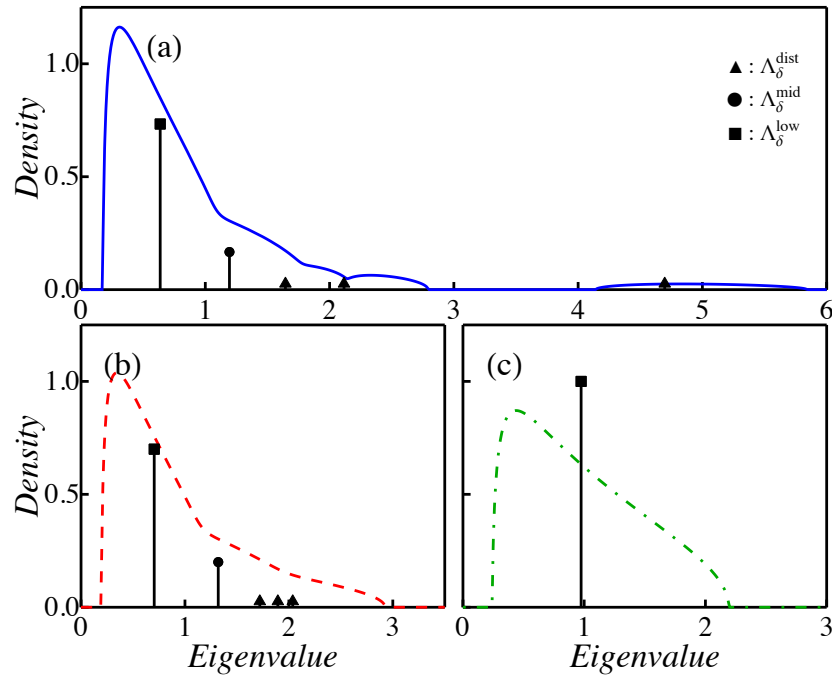 (a)
▲ : Λ_δ^dist
● : Λ_δ^mid
■ : Λ_δ^low
Density
1.0
0.5
0.0
0 1 2 3 4 5 6
(b) (c)
Density
1.0
0.5
0.0
0 1 2 3 0 1 2 3
Eigenvalue Eigenvalue